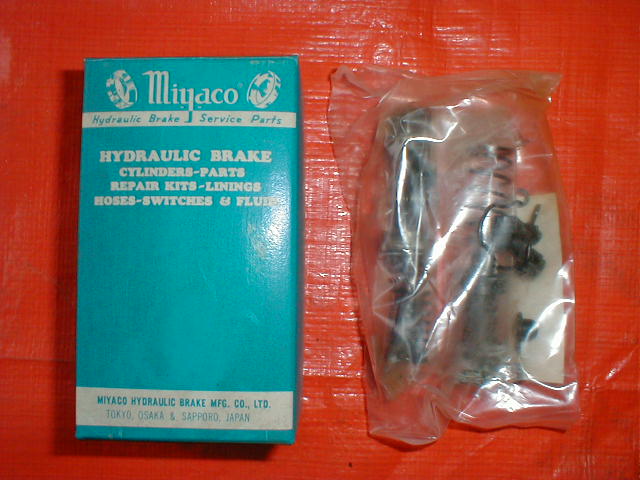 Miyaco
Hydraulic Brake Service Parts
HYDRAULIC BRAKE
CYLINDERS-PARTS
REPAIR KITS-LININGS
HOSES-SWITCHES & FLUID
MIYACO HYDRAULIC BRAKE MFG. CO., LTD.
TOKYO, OSAKA & SAPPORO, JAPAN